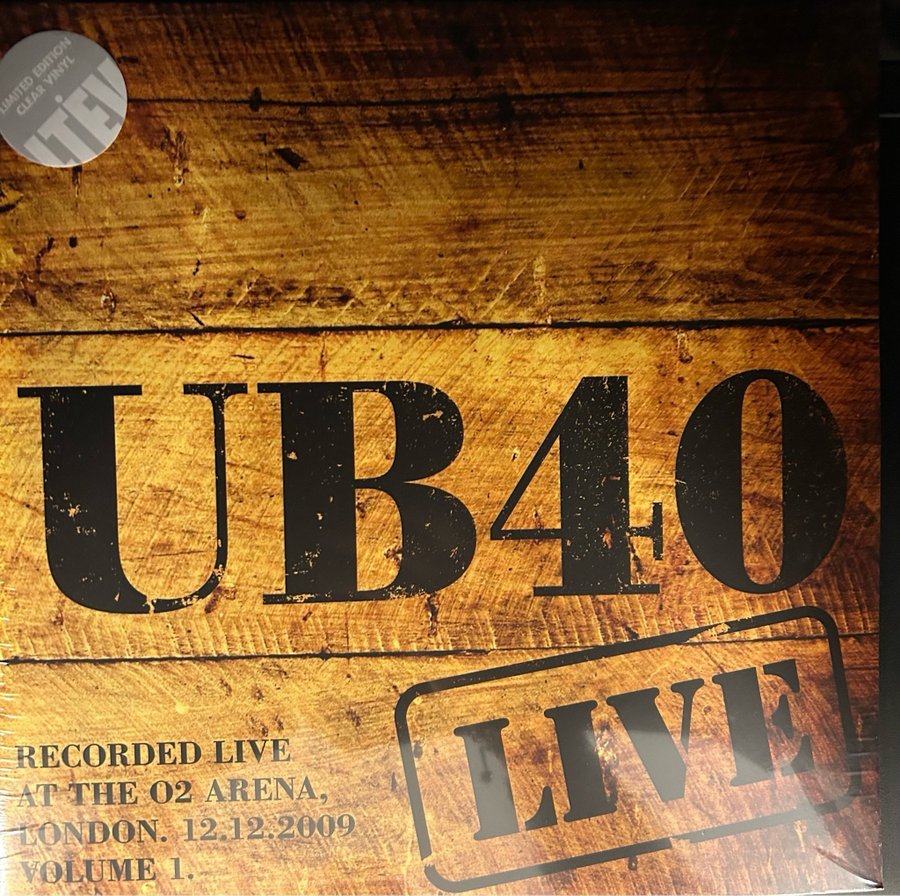 LIMITED EDITION
CLEAR VINYL
UB40
LIVE
RECORDED LIVE
AT THE O2 ARENA,
LONDON. 12.12.2009
VOLUME 1.